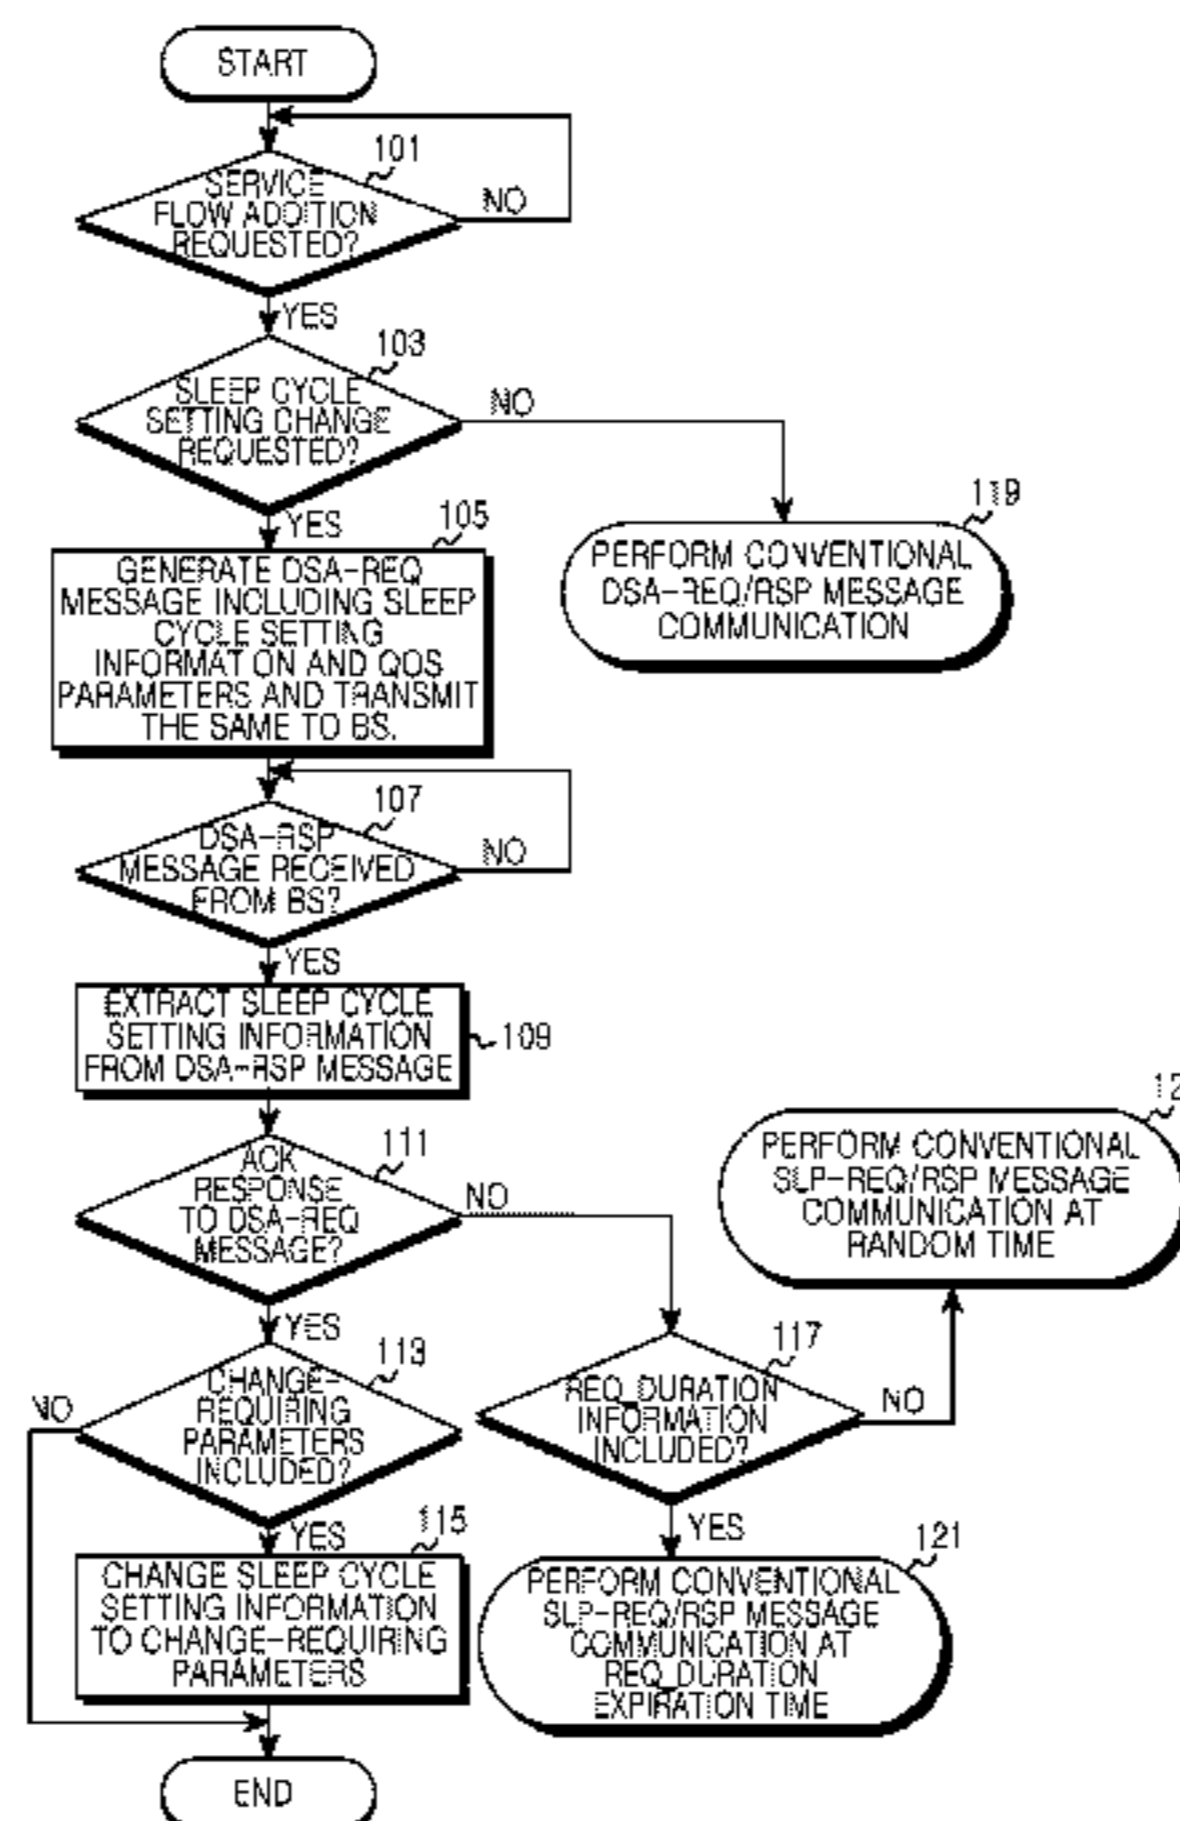 START
101
SERVICE
FLOW ADDITION
REQUESTED?
NO
YES
103
SLEEP CYCLE
SETTING CHANGE
REQUESTED?
NO
YES
105
GENERATE DSA-REQ
MESSAGE INCLUDING SLEEP
CYCLE SETTING
INFORMATION AND QOS
PARAMETERS AND TRANSMIT
THE SAME TO BS.
119
PERFORM CONVENTIONAL
DSA-REQ/RSP MESSAGE
COMMUNICATION
107
DSA-RSP
MESSAGE RECEIVED
FROM BS?
NO
YES
EXTRACT SLEEP CYCLE
SETTING INFORMATION
FROM DSA-RSP MESSAGE
109
111
ACK
RESPONSE
TO DSA-REQ
MESSAGE?
NO
YES
PERFORM CONVENTIONAL
SLP-REQ/RSP MESSAGE
COMMUNICATION AT
RANDOM TIME
113
CHANGE-
REQUIRING
PARAMETERS
INCLUDED?
NO
YES
117
REQ_DURATION
INFORMATION
INCLUDED?
NO
YES
115
CHANGE SLEEP CYCLE
SETTING INFORMATION
TO CHANGE-REQUIRING
PARAMETERS
121
PERFORM CONVENTIONAL
SLP-REQ/RSP MESSAGE
COMMUNICATION AT
REQ_DURATION
EXPIRATION TIME
END